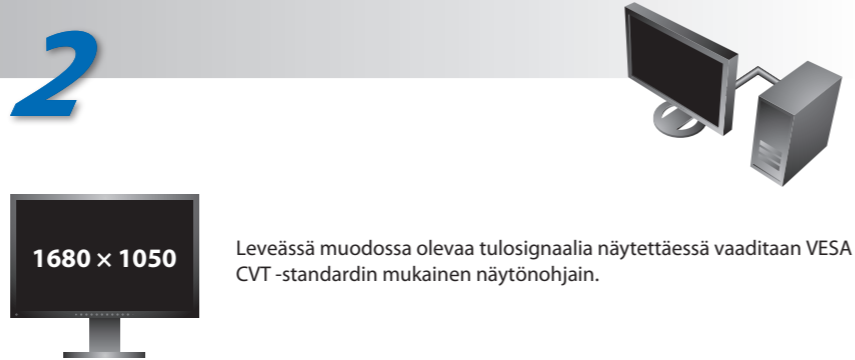 2
1680 × 1050
Leveässä muodossa olevaa tulosignaalia näytettäessä vaaditaan VESA
CVT -standardin mukainen näytönohjain.